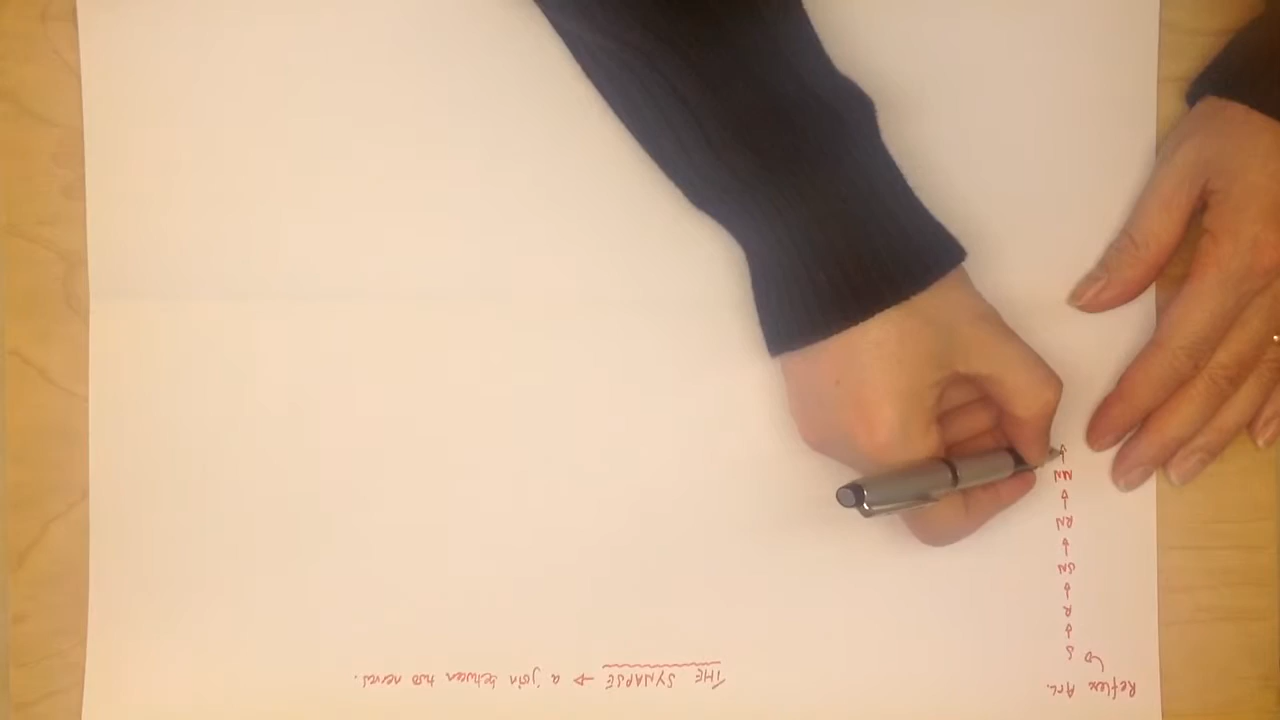 Reflex Arc.
S
R
SN
RN
MN
THE SYNAPSE → a join between two nerves.